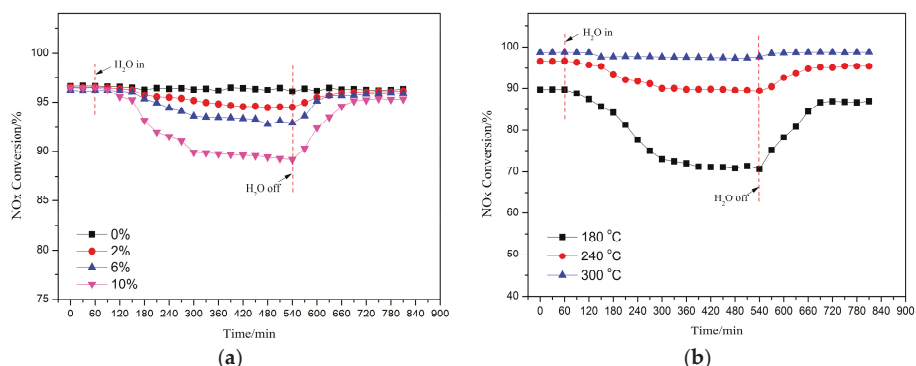 (a)
NOx Conversion/%
100
95
90
85
80
75
H₂O in
H₂O off
0%
2%
6%
10%
0 60 120 180 240 300 360 420 480 540 600 660 720 780 840 900
Time/min
(a)
NOx Conversion/%
100
90
80
70
60
50
40
H₂O in
H₂O off
180 °C
240 °C
300 °C
0 60 120 180 240 300 360 420 480 540 600 660 720 780 840 900
Time/min
(b)